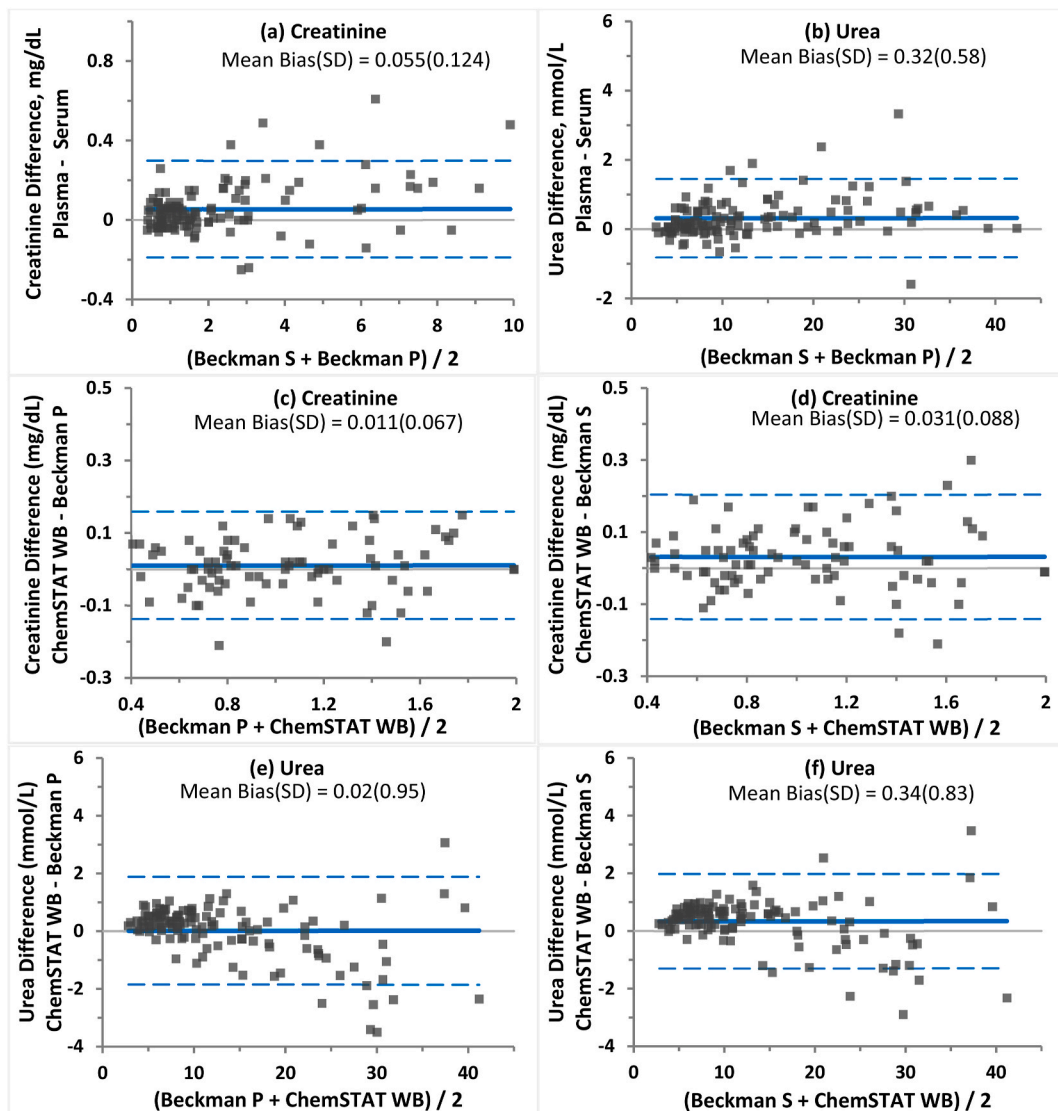 (a) Creatinine
Mean Bias(SD) = 0.055(0.124)
Creatinine Difference, mg/dL
Plasma - Serum
0.8
0.4
0
-0.4
0
2
4
6
8
10
(Beckman S + Beckman P) / 2
(b) Urea
Mean Bias(SD) = 0.32(0.58)
Urea Difference, mmol/L
Plasma - Serum
6
4
2
0
-2
0
10
20
30
40
(Beckman S + Beckman P) / 2
(c) Creatinine
Mean Bias(SD) = 0.011(0.067)
Creatinine Difference (mg/dL)
ChemSTAT WB - Beckman P
0.5
0.3
0.1
-0.1
-0.3
0.4
0.8
1.2
1.6
2
(Beckman P + ChemSTAT WB) / 2
(d) Creatinine
Mean Bias(SD) = 0.031(0.088)
Creatinine Difference (mg/dL)
ChemSTAT WB - Beckman S
0.5
0.3
0.1
-0.1
-0.3
0.4
0.8
1.2
1.6
2
(Beckman S + ChemSTAT WB) / 2
(e) Urea
Mean Bias(SD) = 0.02(0.95)
Urea Difference (mmol/L)
ChemSTAT WB - Beckman P
6
4
2
0
-2
-4
0
10
20
30
40
(Beckman P + ChemSTAT WB) / 2
(f) Urea
Mean Bias(SD) = 0.34(0.83)
Urea Difference (mmol/L)
ChemSTAT WB - Beckman S
6
4
2
0
-2
-4
0
10
20
30
40
(Beckman S + ChemSTAT WB) / 2